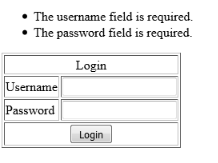 The username field is required.
The password field is required.
Login
Username
Password
Login